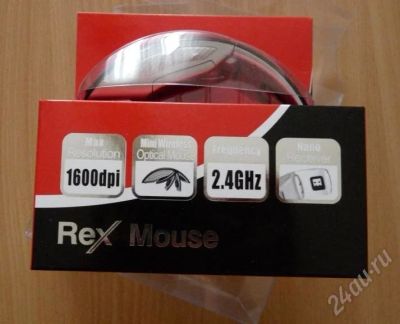 Max
Resolution
1600dpi
Mini Wireless
Optical Mouse
Frequency
2.4GHz
Nano
Receiver
Rex Mouse
24au.ru